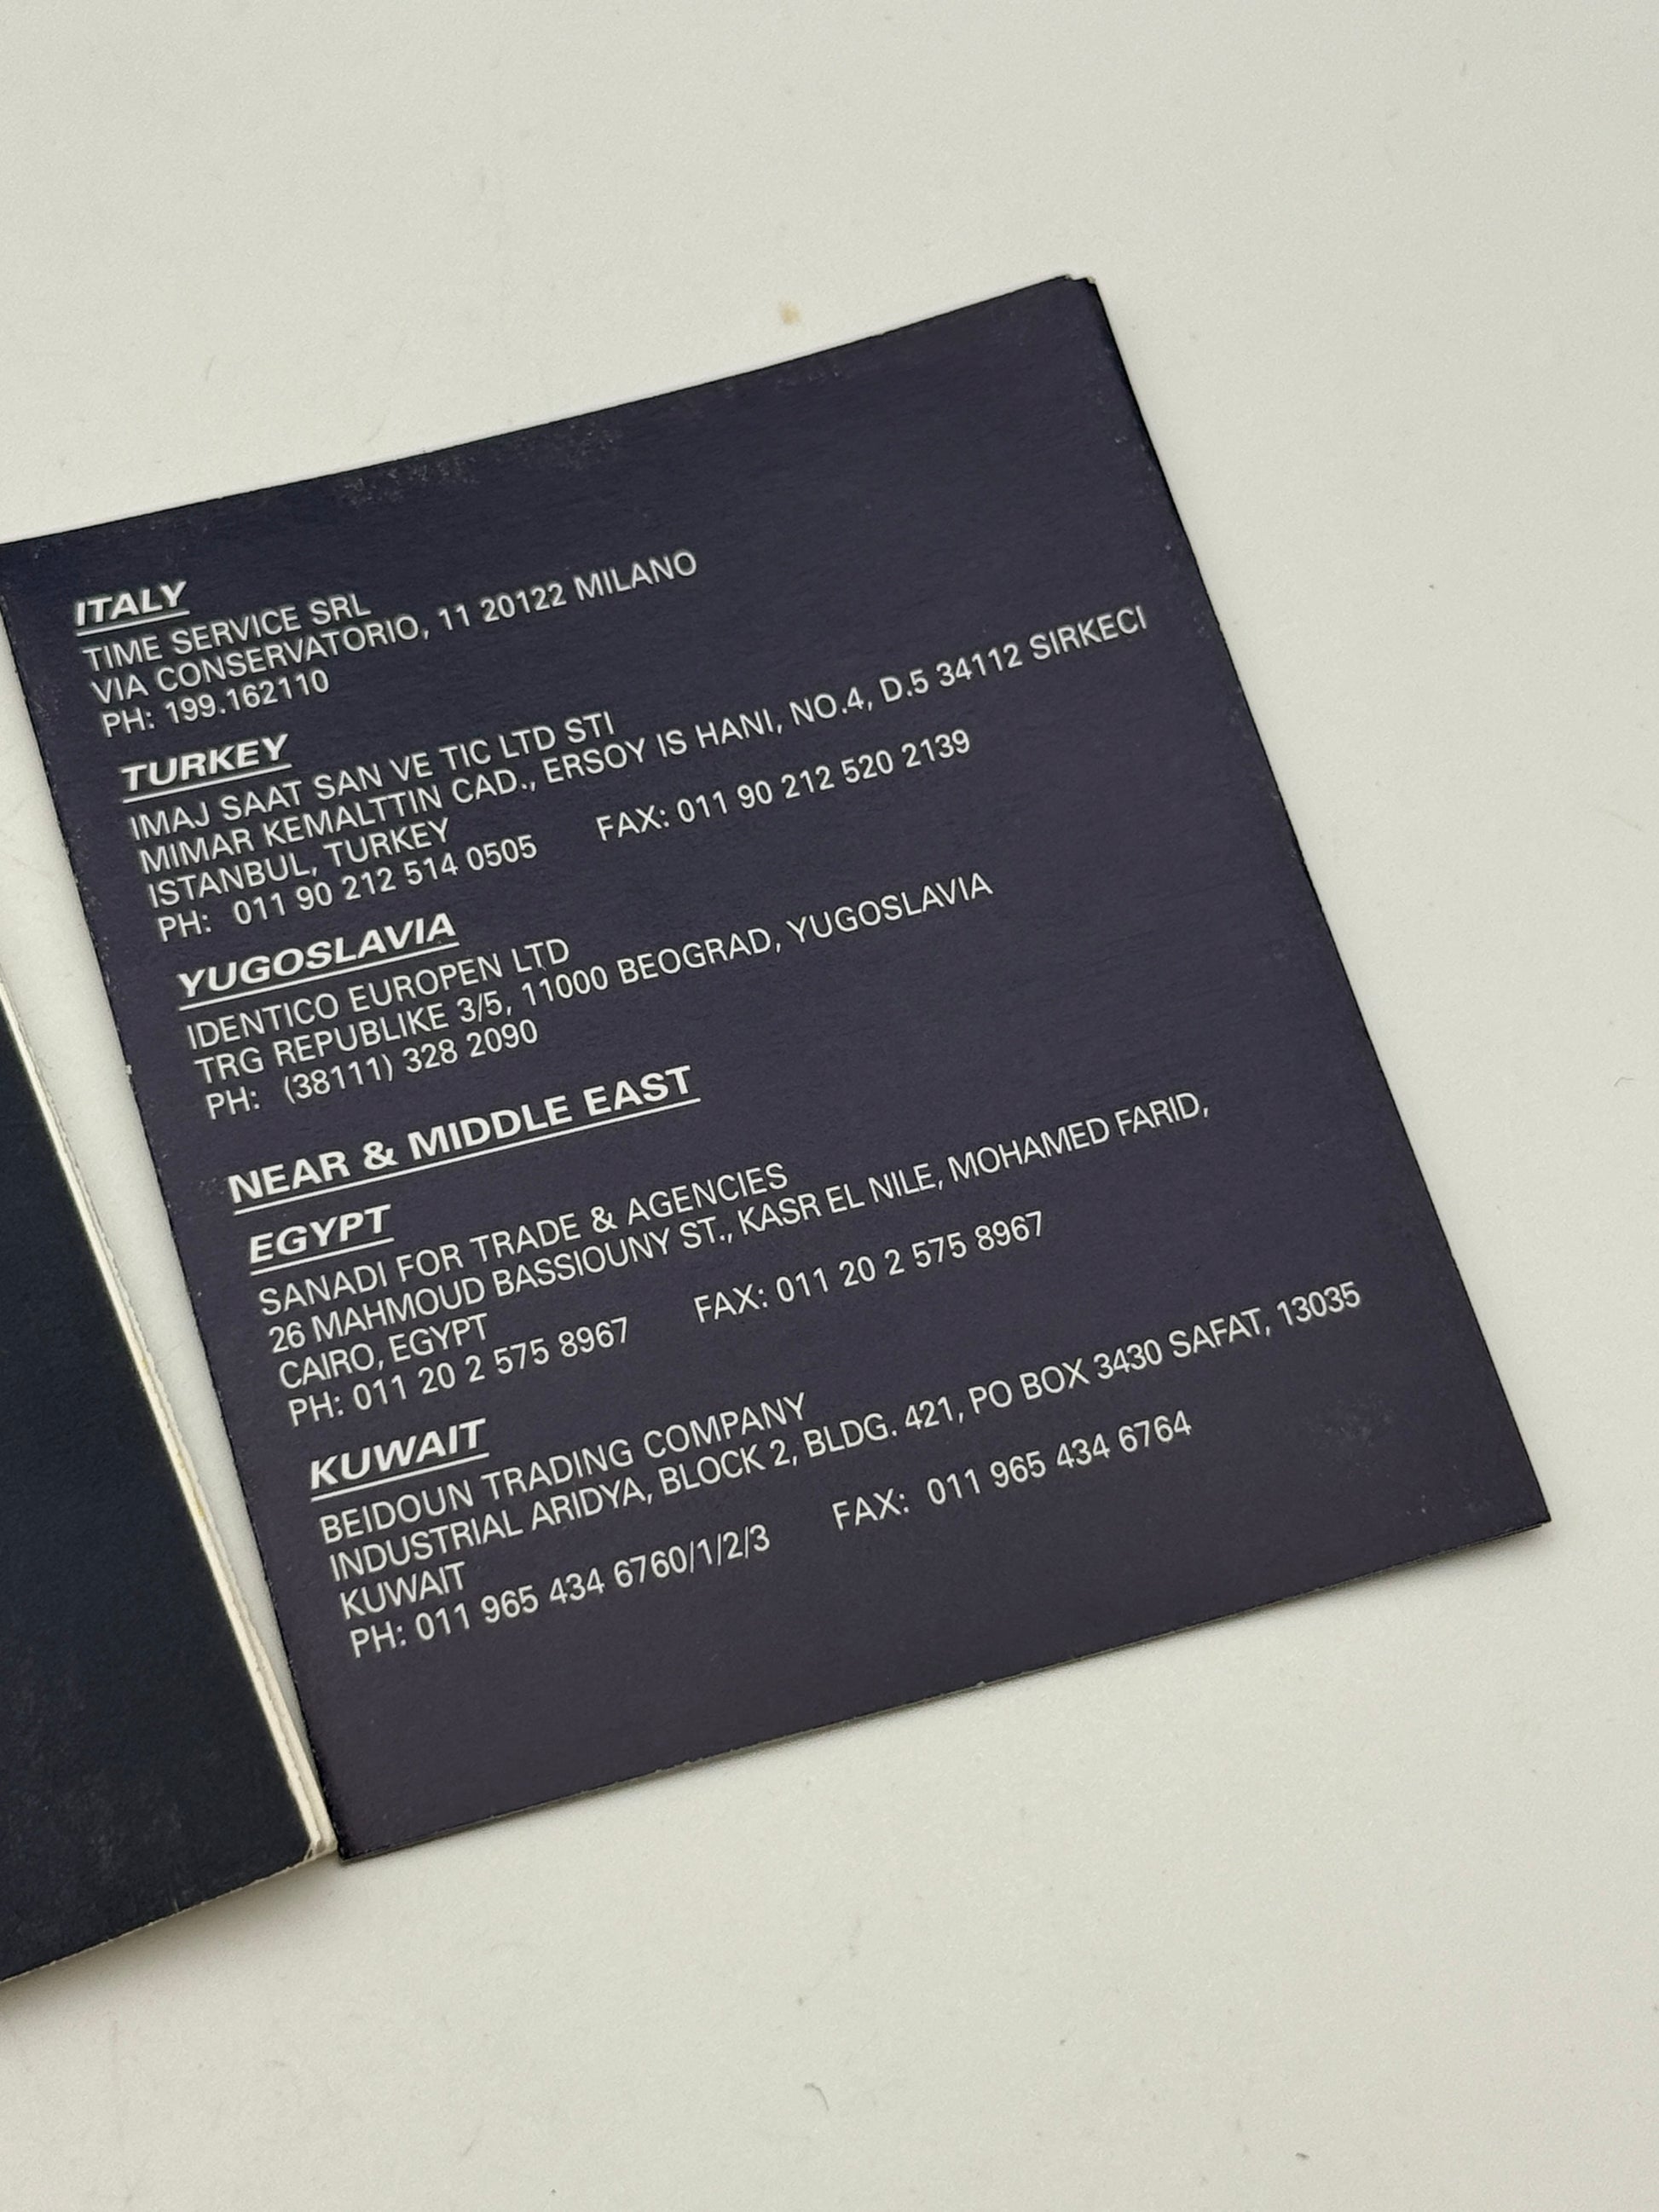 ITALY
TIME SERVICE SRL
VIA CONSERVATORIO, 11 20122 MILANO
PH: 199.162110
TURKEY
IMAJ SAAT SAN VE TIC LTD STI
MIMAR KEMALTTIN CAD., ERSOY IS HANI, NO.4, D.5 34112 SIRKECI
ISTANBUL, TURKEY
PH: 011 90 212 514 0505 FAX: 011 90 212 520 2139
YUGOSLAVIA
IDENTICO EUROPEN LTD
TRG REPUBLIKE 3/5, 11000 BEOGRAD, YUGOSLAVIA
PH: (38111) 328 2090
NEAR & MIDDLE EAST
EGYPT
SANADI FOR TRADE & AGENCIES
26 MAHMOUD BASSIOUNY ST., KASR EL NILE, MOHAMED FARID,
CAIRO, EGYPT
PH: 011 20 2 575 8967 FAX: 011 20 2 575 8967
KUWAIT
BEIDOUN TRADING COMPANY
INDUSTRIAL ARIDYA, BLOCK 2, BLDG. 421, PO BOX 3430 SAFAT, 13035
KUWAIT
PH: 011 965 434 6760/1/2/3 FAX: 011 965 434 6764